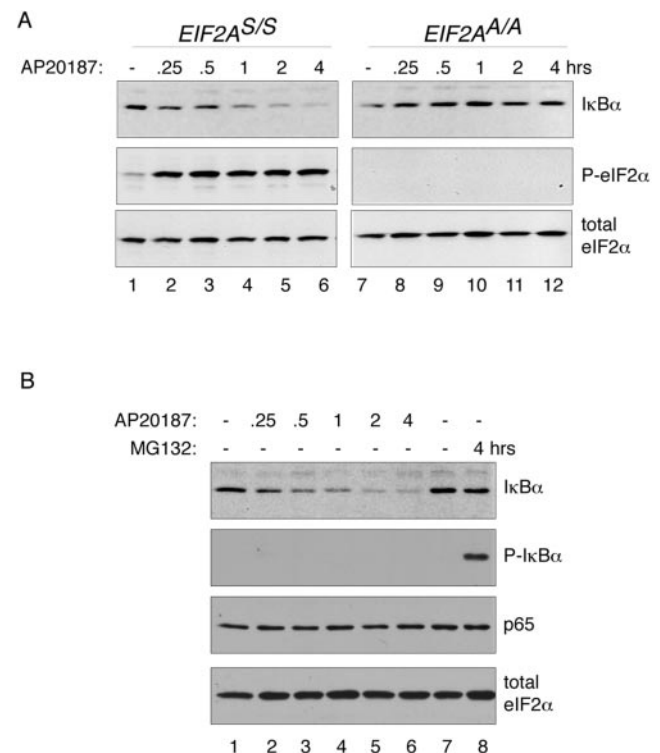 A
EIF2A^S/S EIF2A^A/A
AP20187: - .25 .5 1 2 4 - .25 .5 1 2 4 hrs
IκBα
P-eIF2α
total
eIF2α
1 2 3 4 5 6 7 8 9 10 11 12
B
AP20187: - .25 .5 1 2 4 - -
MG132: - - - - - - - 4 hrs
IκBα
P-IκBα
p65
total
eIF2α
1 2 3 4 5 6 7 8